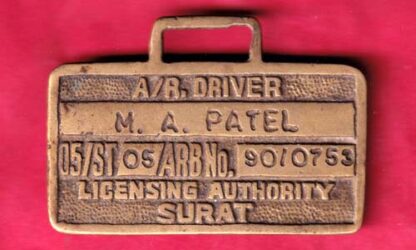 A/R. DRIVER
M. A. PATEL
05/ST 05/ARB No. 90/0753
LICENSING AUTHORITY
SURAT